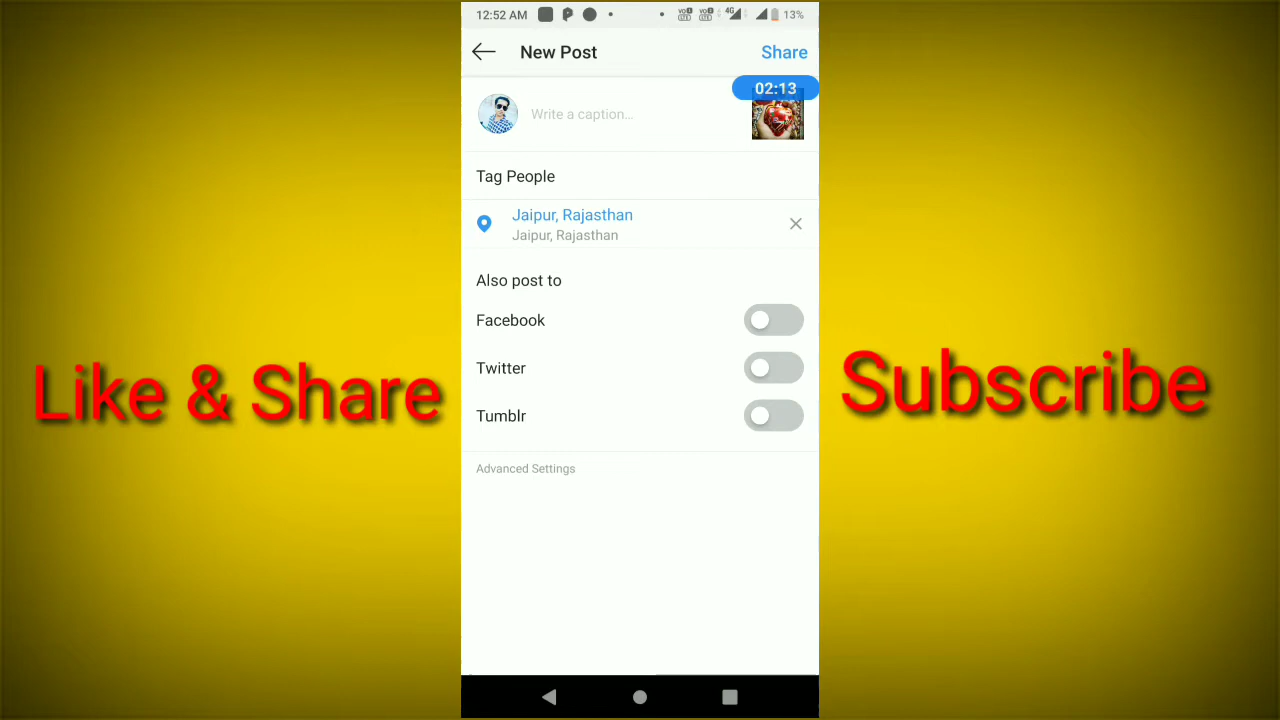 12:52 AM
4G
13%
New Post
Share
02:13
Write a caption...
Tag People
Jaipur, Rajasthan
Jaipur, Rajasthan
Also post to
Facebook
Twitter
Tumblr
Advanced Settings
Like & Share
Subscribe